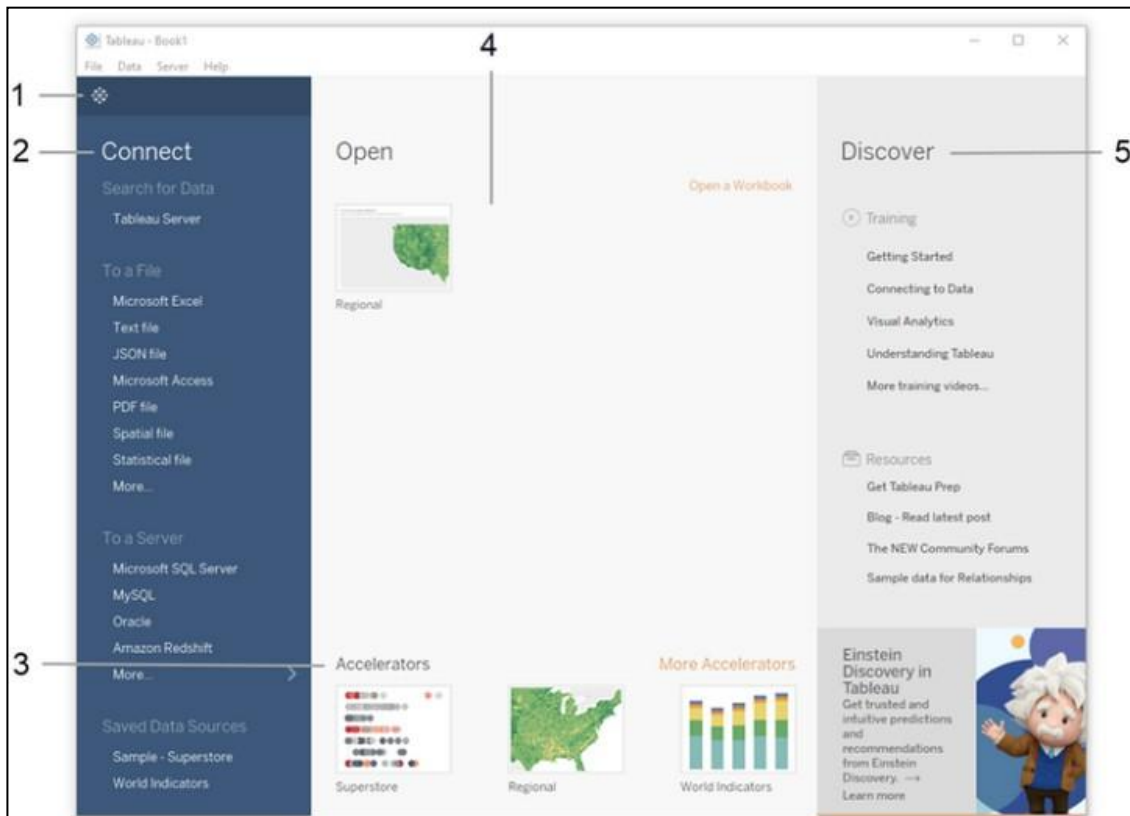 Tableau - Book1
File Data Server Help
1
2
3
4
5
Connect
Search for Data
Tableau Server
To a File
Microsoft Excel
Text file
JSON file
Microsoft Access
PDF file
Spatial file
Statistical file
More...
To a Server
Microsoft SQL Server
MySQL
Oracle
Amazon Redshift
More...
Saved Data Sources
Sample - Superstore
World Indicators
Open
Open a Workbook
Regional
Accelerators
More Accelerators
Superstore
Regional
World Indicators
Discover
Training
Getting Started
Connecting to Data
Visual Analytics
Understanding Tableau
More training videos...
Resources
Get Tableau Prep
Blog - Read latest post
The NEW Community Forums
Sample data for Relationships
Einstein
Discovery in
Tableau
Get trusted and
intuitive predictions
and
recommendations
from Einstein
Discovery. →
Learn more